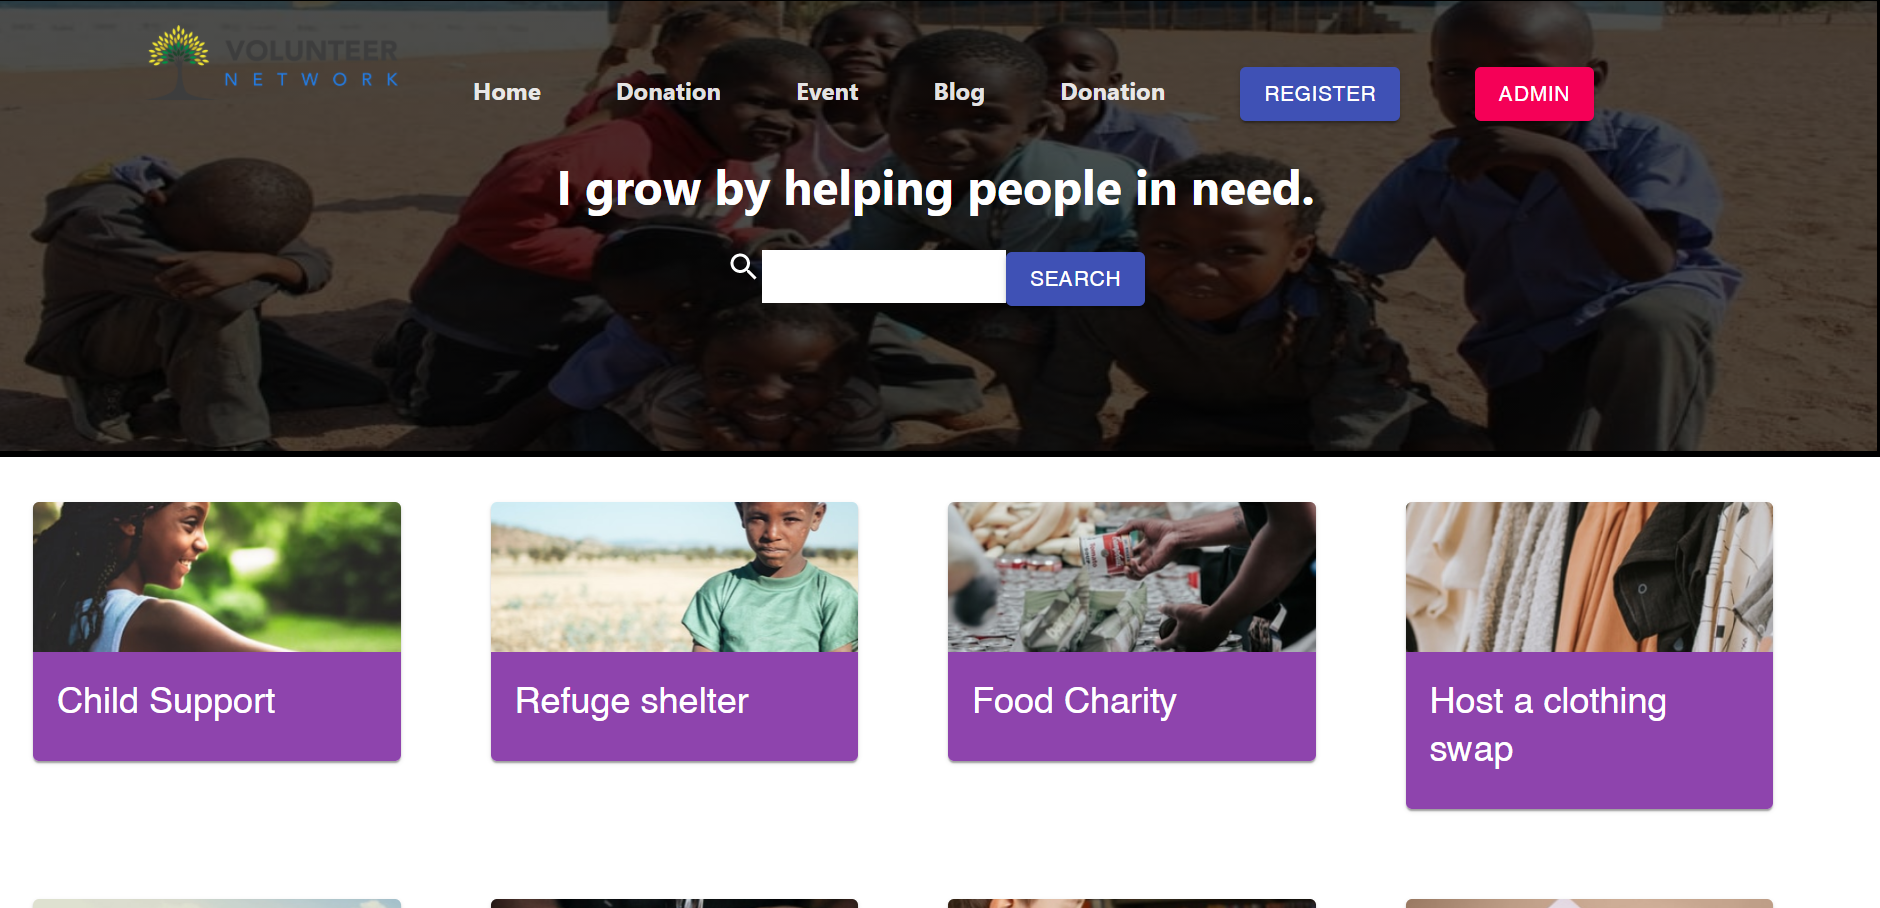 VOLUNTEER
NETWORK
Home Donation Event Blog Donation REGISTER ADMIN
I grow by helping people in need.
SEARCH
Child Support
Refuge shelter
Food Charity
Host a clothing
swap